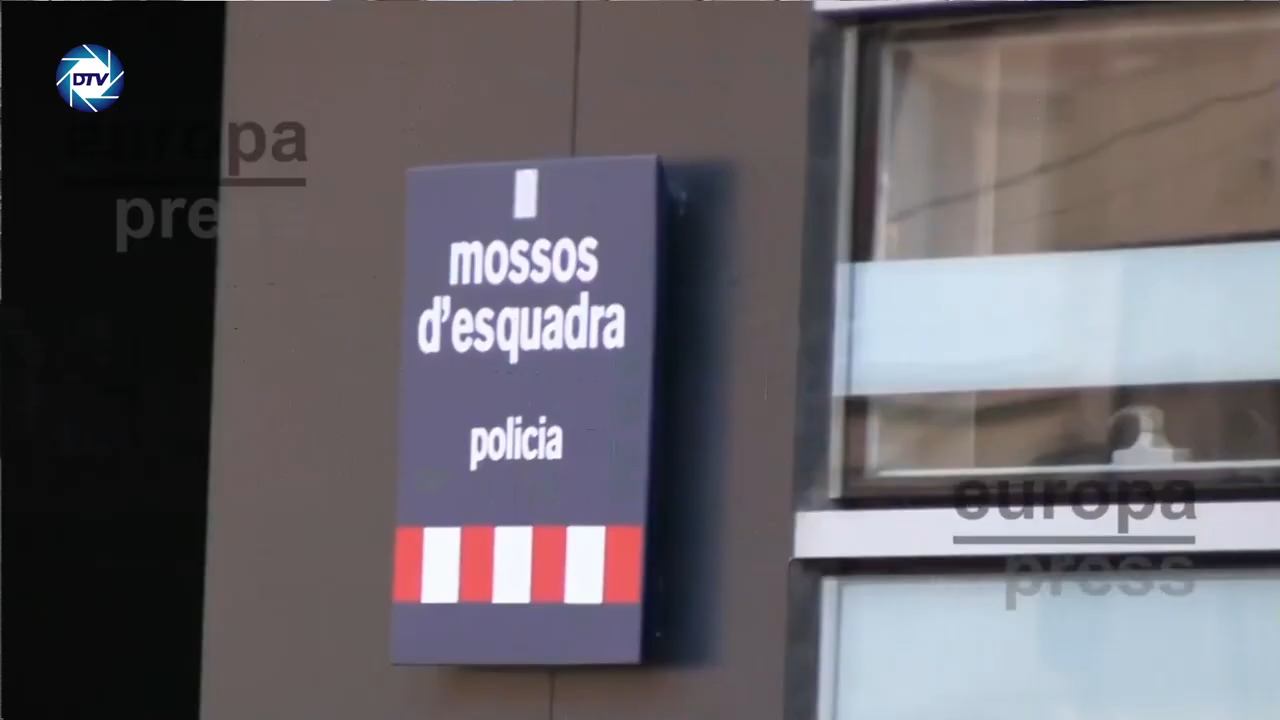 DTV
europa
press
mossos
d'esquadra
policia
europa
press